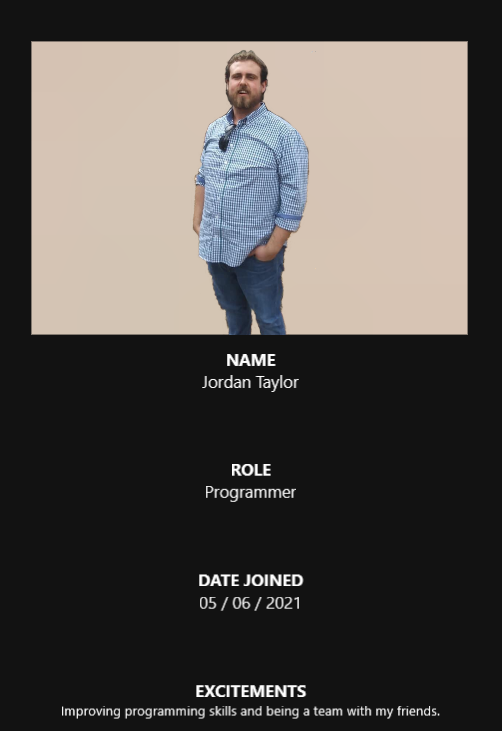 NAME
Jordan Taylor
ROLE
Programmer
DATE JOINED
05 / 06 / 2021
EXCITEMENTS
Improving programming skills and being a team with my friends.